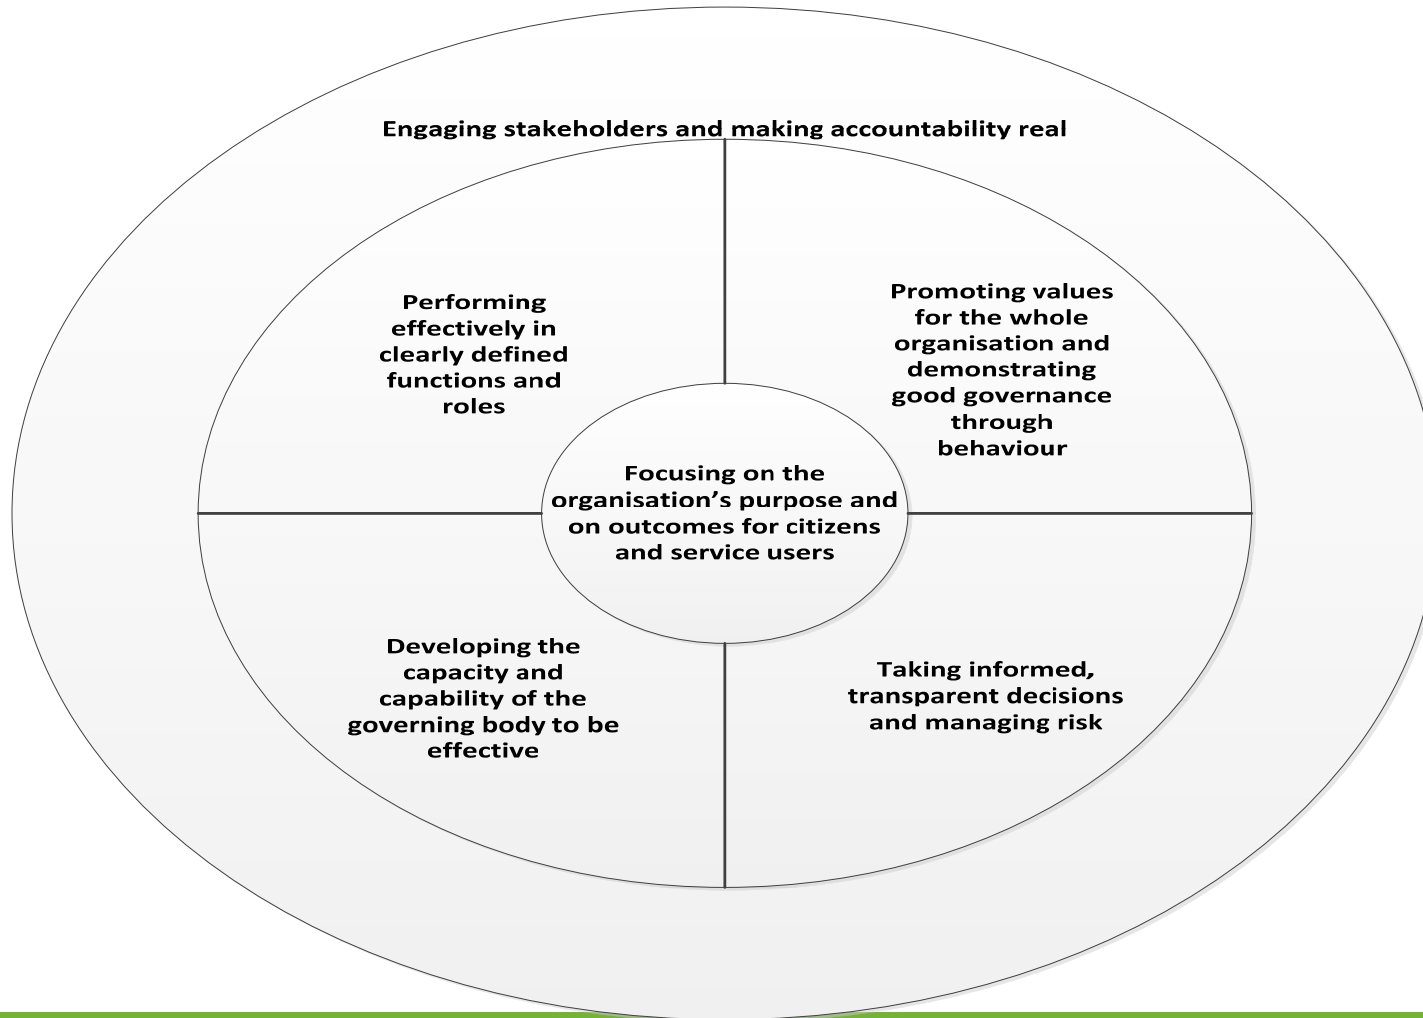 Engaging stakeholders and making accountability real
Performing
effectively in
clearly defined
functions and
roles
Promoting values
for the whole
organisation and
demonstrating
good governance
through
behaviour
Focusing on the
organisation’s purpose and
on outcomes for citizens
and service users
Developing the
capacity and
capability of the
governing body to be
effective
Taking informed,
transparent decisions
and managing risk